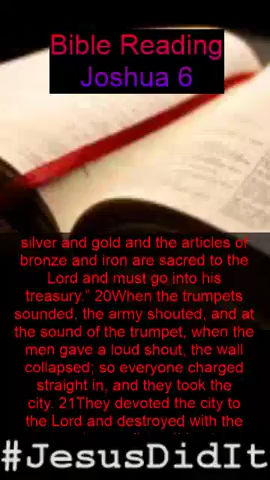 Bible Reading
Joshua 6
silver and gold and the articles of
bronze and iron are sacred to the
Lord and must go into his
treasury.” 20When the trumpets
sounded, the army shouted, and at
the sound of the trumpet, when the
men gave a loud shout, the wall
collapsed; so everyone charged
straight in, and they took the
city. 21They devoted the city to
the Lord and destroyed with the
#JesusDidIt